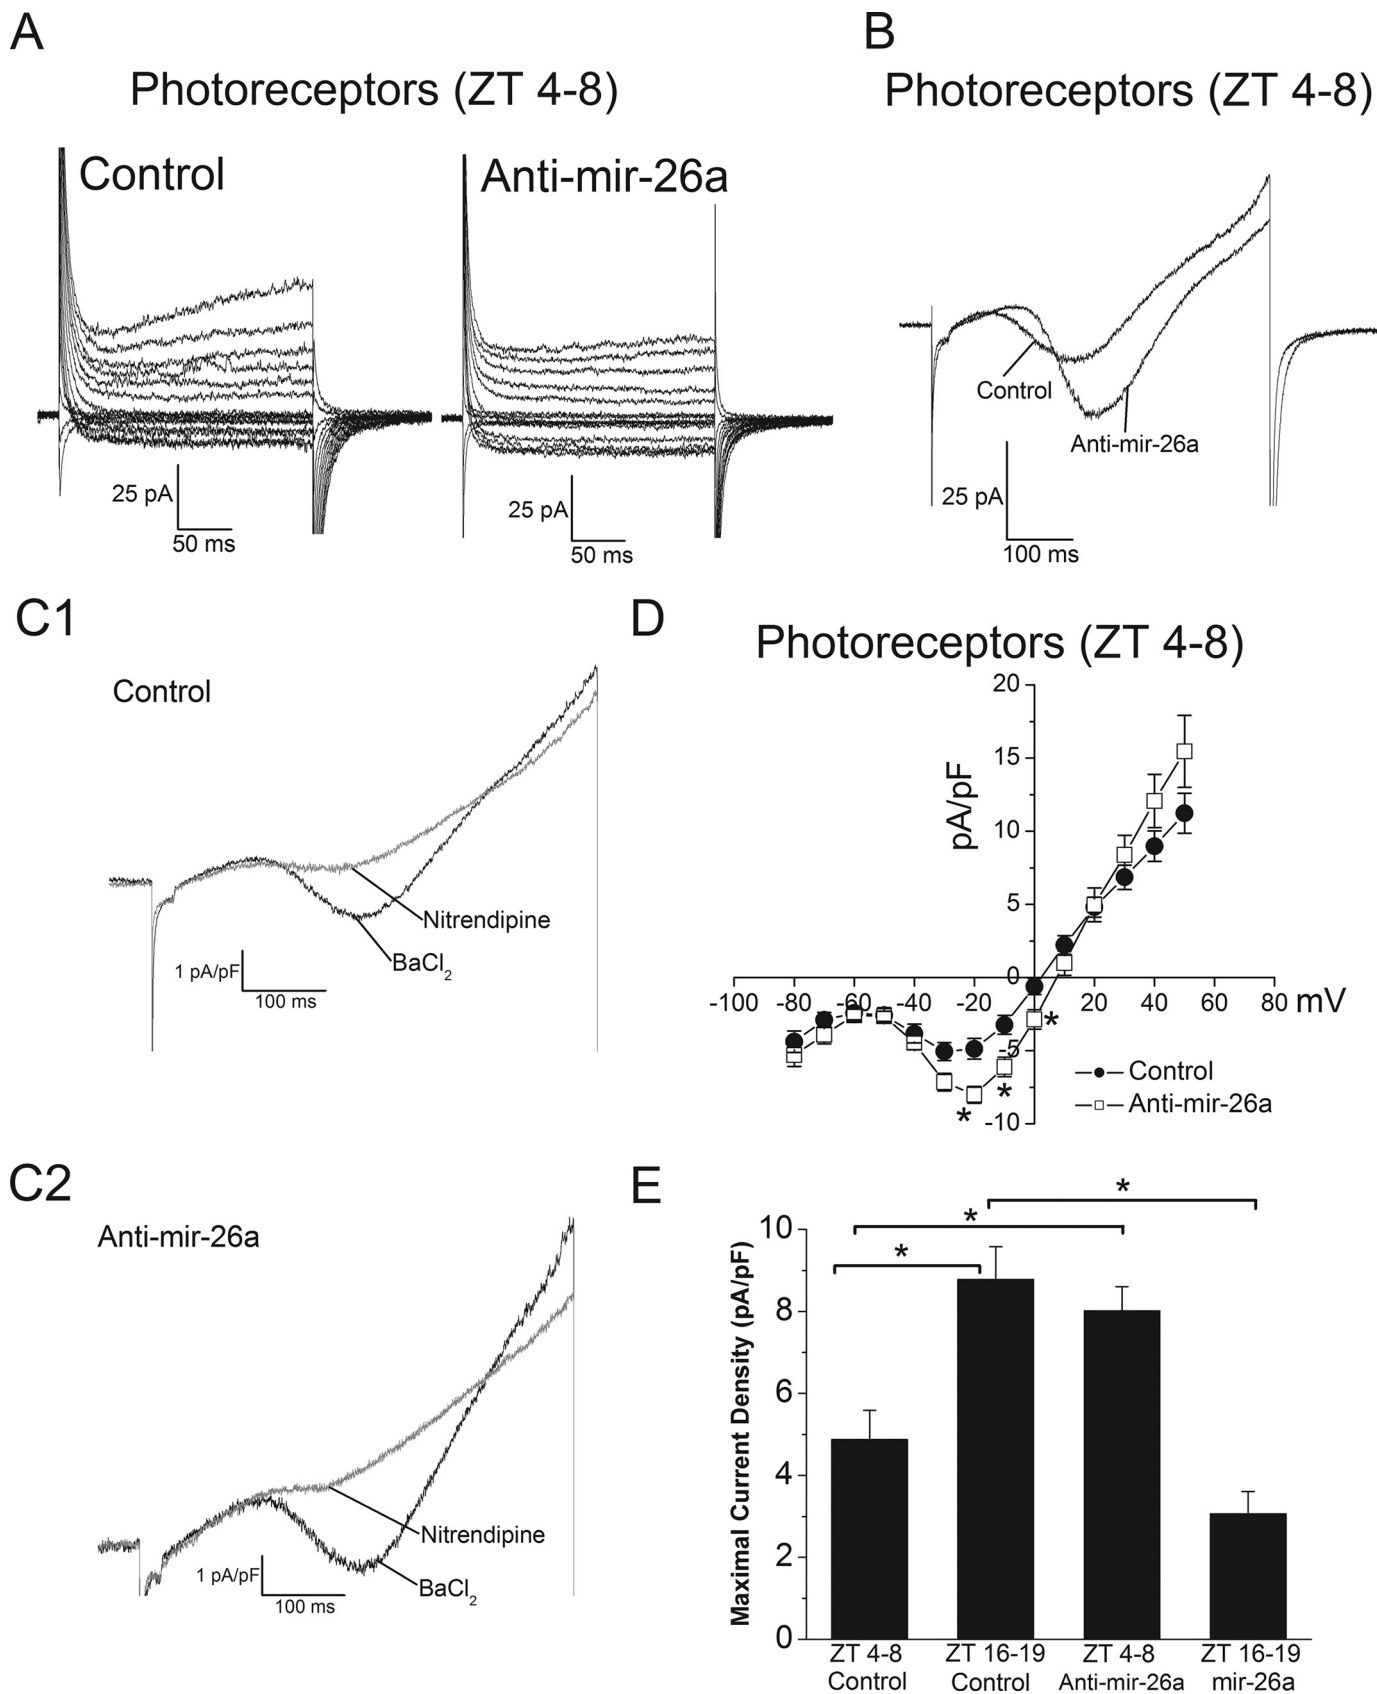 A
Photoreceptors (ZT 4-8)
Control
Anti-mir-26a
25 pA
50 ms
25 pA
50 ms
B
Photoreceptors (ZT 4-8)
Control
Anti-mir-26a
25 pA
100 ms
C1
Control
Nitrendipine
BaCl2
1 pA/pF
100 ms
D
Photoreceptors (ZT 4-8)
pA/pF
20
15
10
5
0
-5
-10
-100 -80 -60 -40 -20 20 40 60 80 mV
*
*
*
Control
Anti-mir-26a
C2
Anti-mir-26a
Nitrendipine
BaCl2
1 pA/pF
100 ms
E
*
*
*
Maximal Current Density (pA/pF)
10
8
6
4
2
0
ZT 4-8
Control
ZT 16-19
Control
ZT 4-8
Anti-mir-26a
ZT 16-19
mir-26a